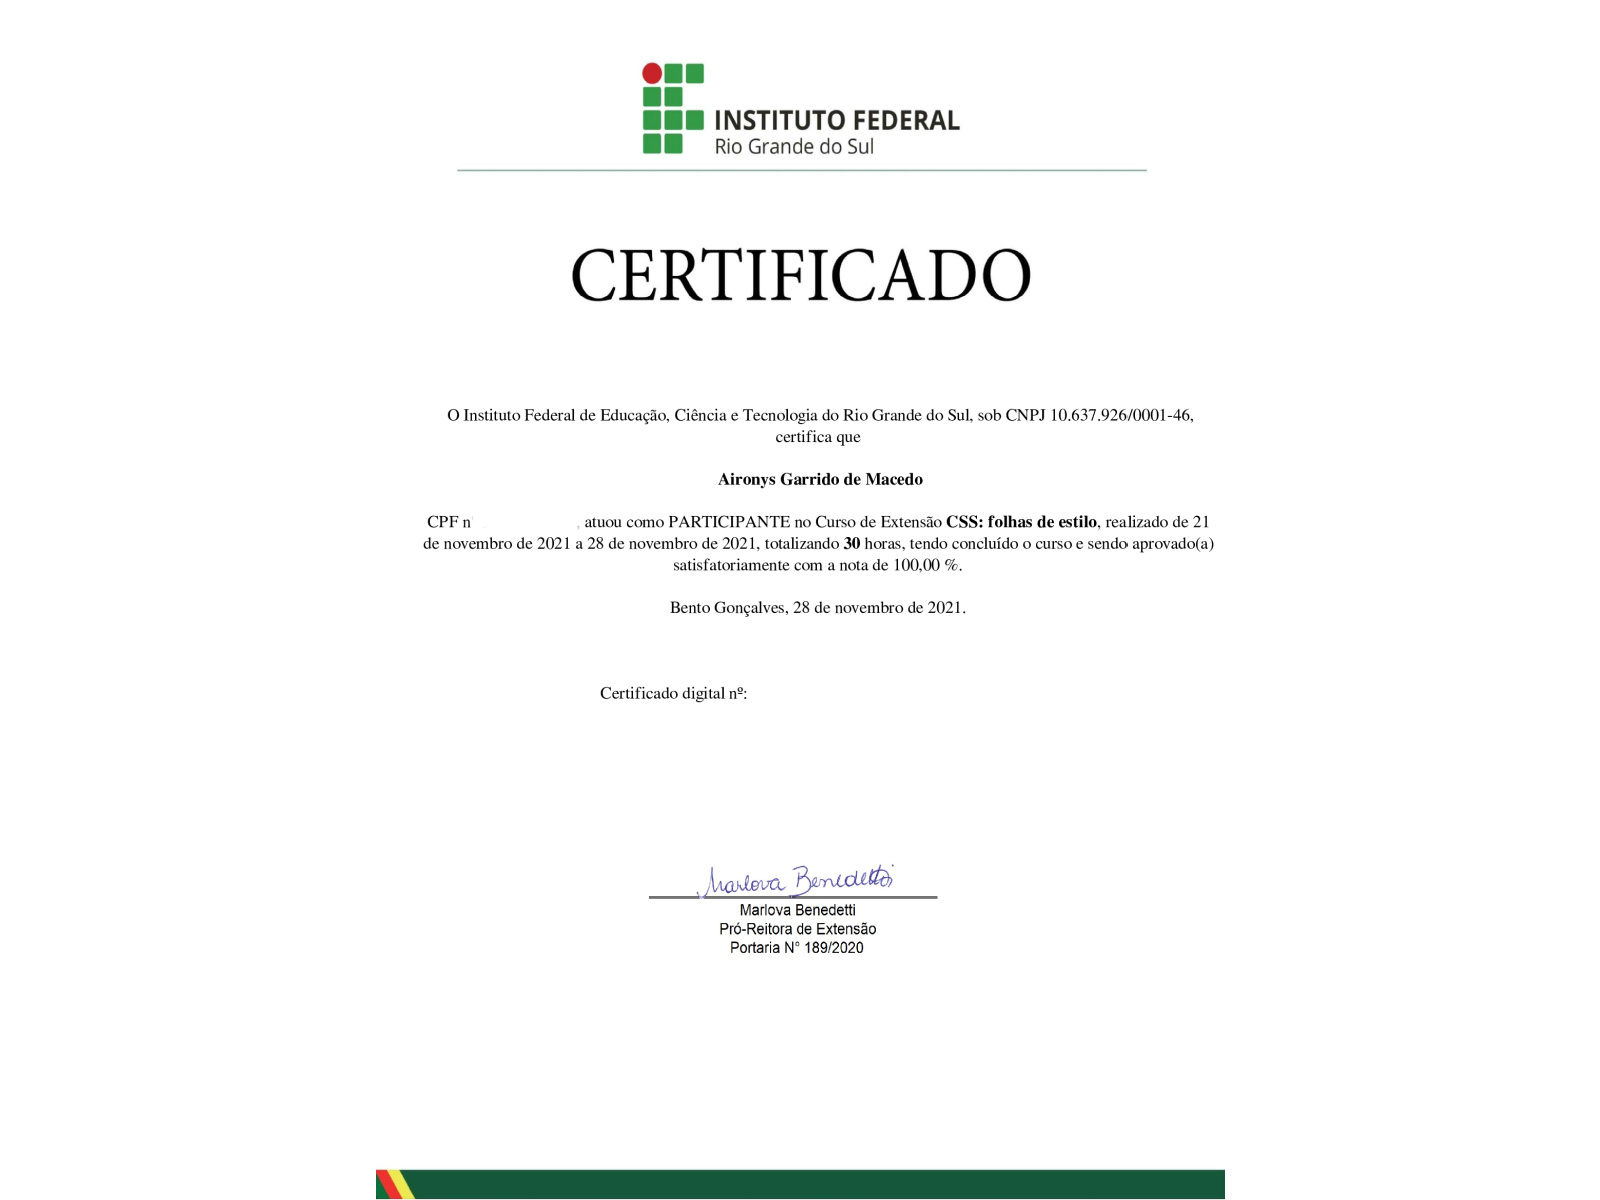 INSTITUTO FEDERAL
Rio Grande do Sul
CERTIFICADO
O Instituto Federal de Educação, Ciência e Tecnologia do Rio Grande do Sul, sob CNPJ 10.637.926/0001-46,
certifica que
Aironys Garrido de Macedo
CPF n , atuou como PARTICIPANTE no Curso de Extensão CSS: folhas de estilo, realizado de 21
de novembro de 2021 a 28 de novembro de 2021, totalizando 30 horas, tendo concluído o curso e sendo aprovado(a)
satisfatoriamente com a nota de 100,00 %.
Bento Gonçalves, 28 de novembro de 2021.
Certificado digital nº:
Marlova Benedetti
Marlova Benedetti
Pró-Reitora de Extensão
Portaria N° 189/2020